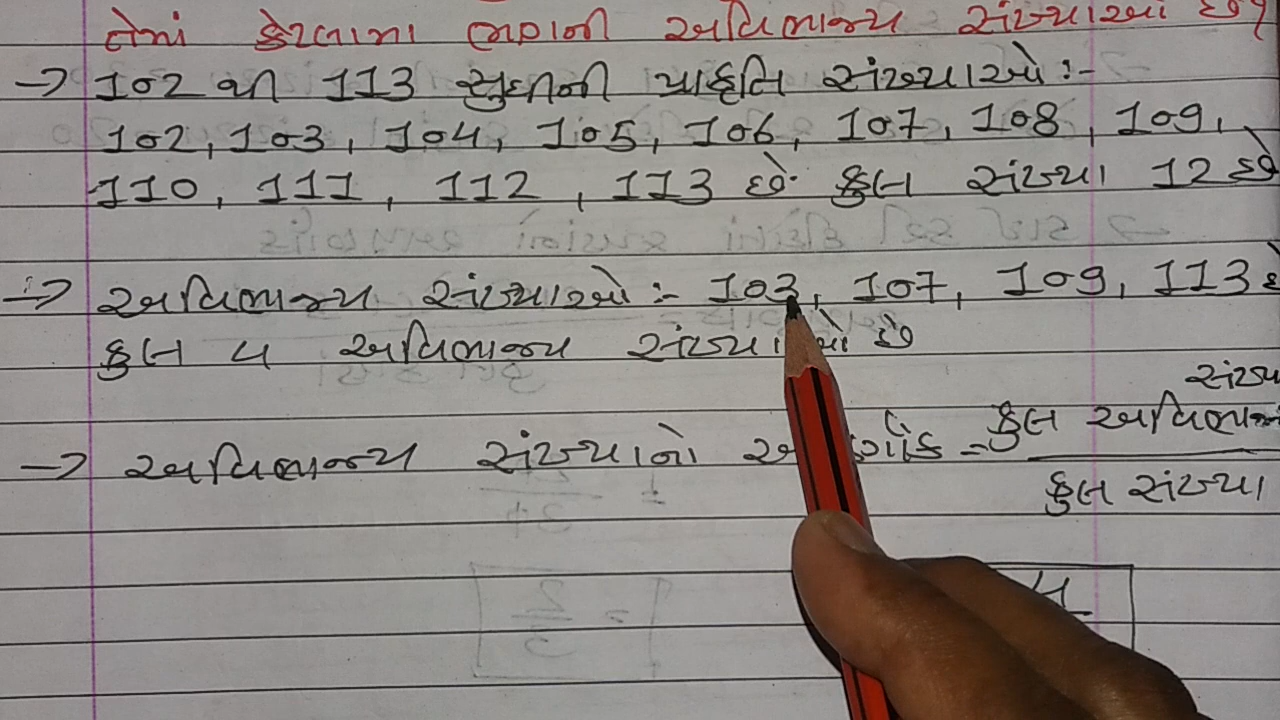 તેનાં કેટલામા ભાગની અવિભાજ્ય સંખ્યાઓ છે?
→ 102 થી 113 સુધીની પ્રાકૃતિ સંખ્યાઓ :-
102, 103, 104, 105, 106, 107, 108, 109,
110, 111, 112, 113 છે. કુલ સંખ્યા 12 છે
⇒ અવિભાજ્ય સંખ્યાઓ :- 103, 107, 109, 113 છે
કુલ ૫ અવિભાજ્ય સંખ્યાઓ છે
સંખ્યા
→ અવિભાજ્ય સંખ્યાનો = કુલ અવિભાજ્ય
કુલ સંખ્યા